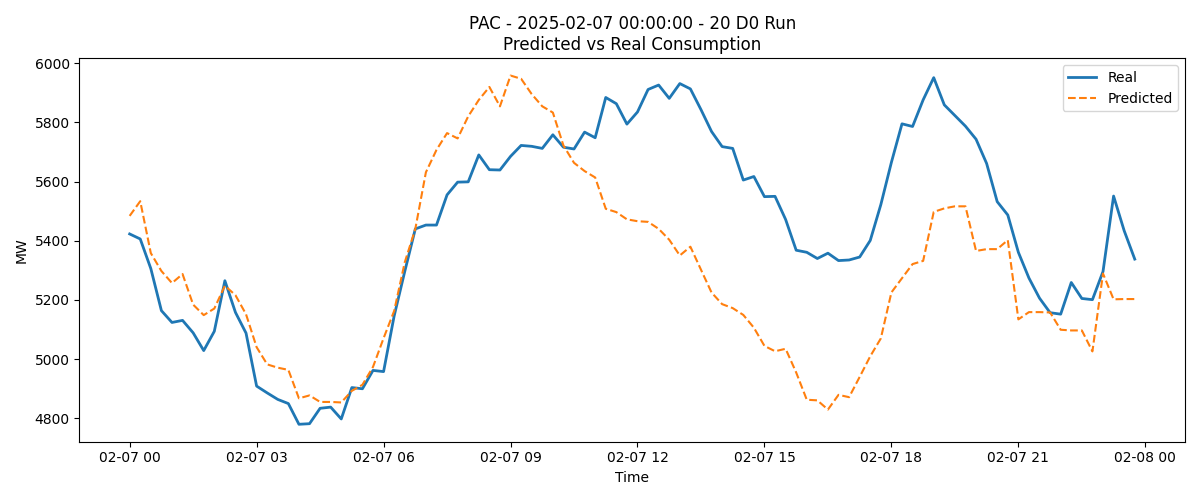 PAC - 2025-02-07 00:00:00 - 20 D0 Run
Predicted vs Real Consumption
6000
5800
5600
5400
5200
5000
4800
MW
Real
Predicted
02-07 00
02-07 03
02-07 06
02-07 09
02-07 12
02-07 15
02-07 18
02-07 21
02-08 00
Time